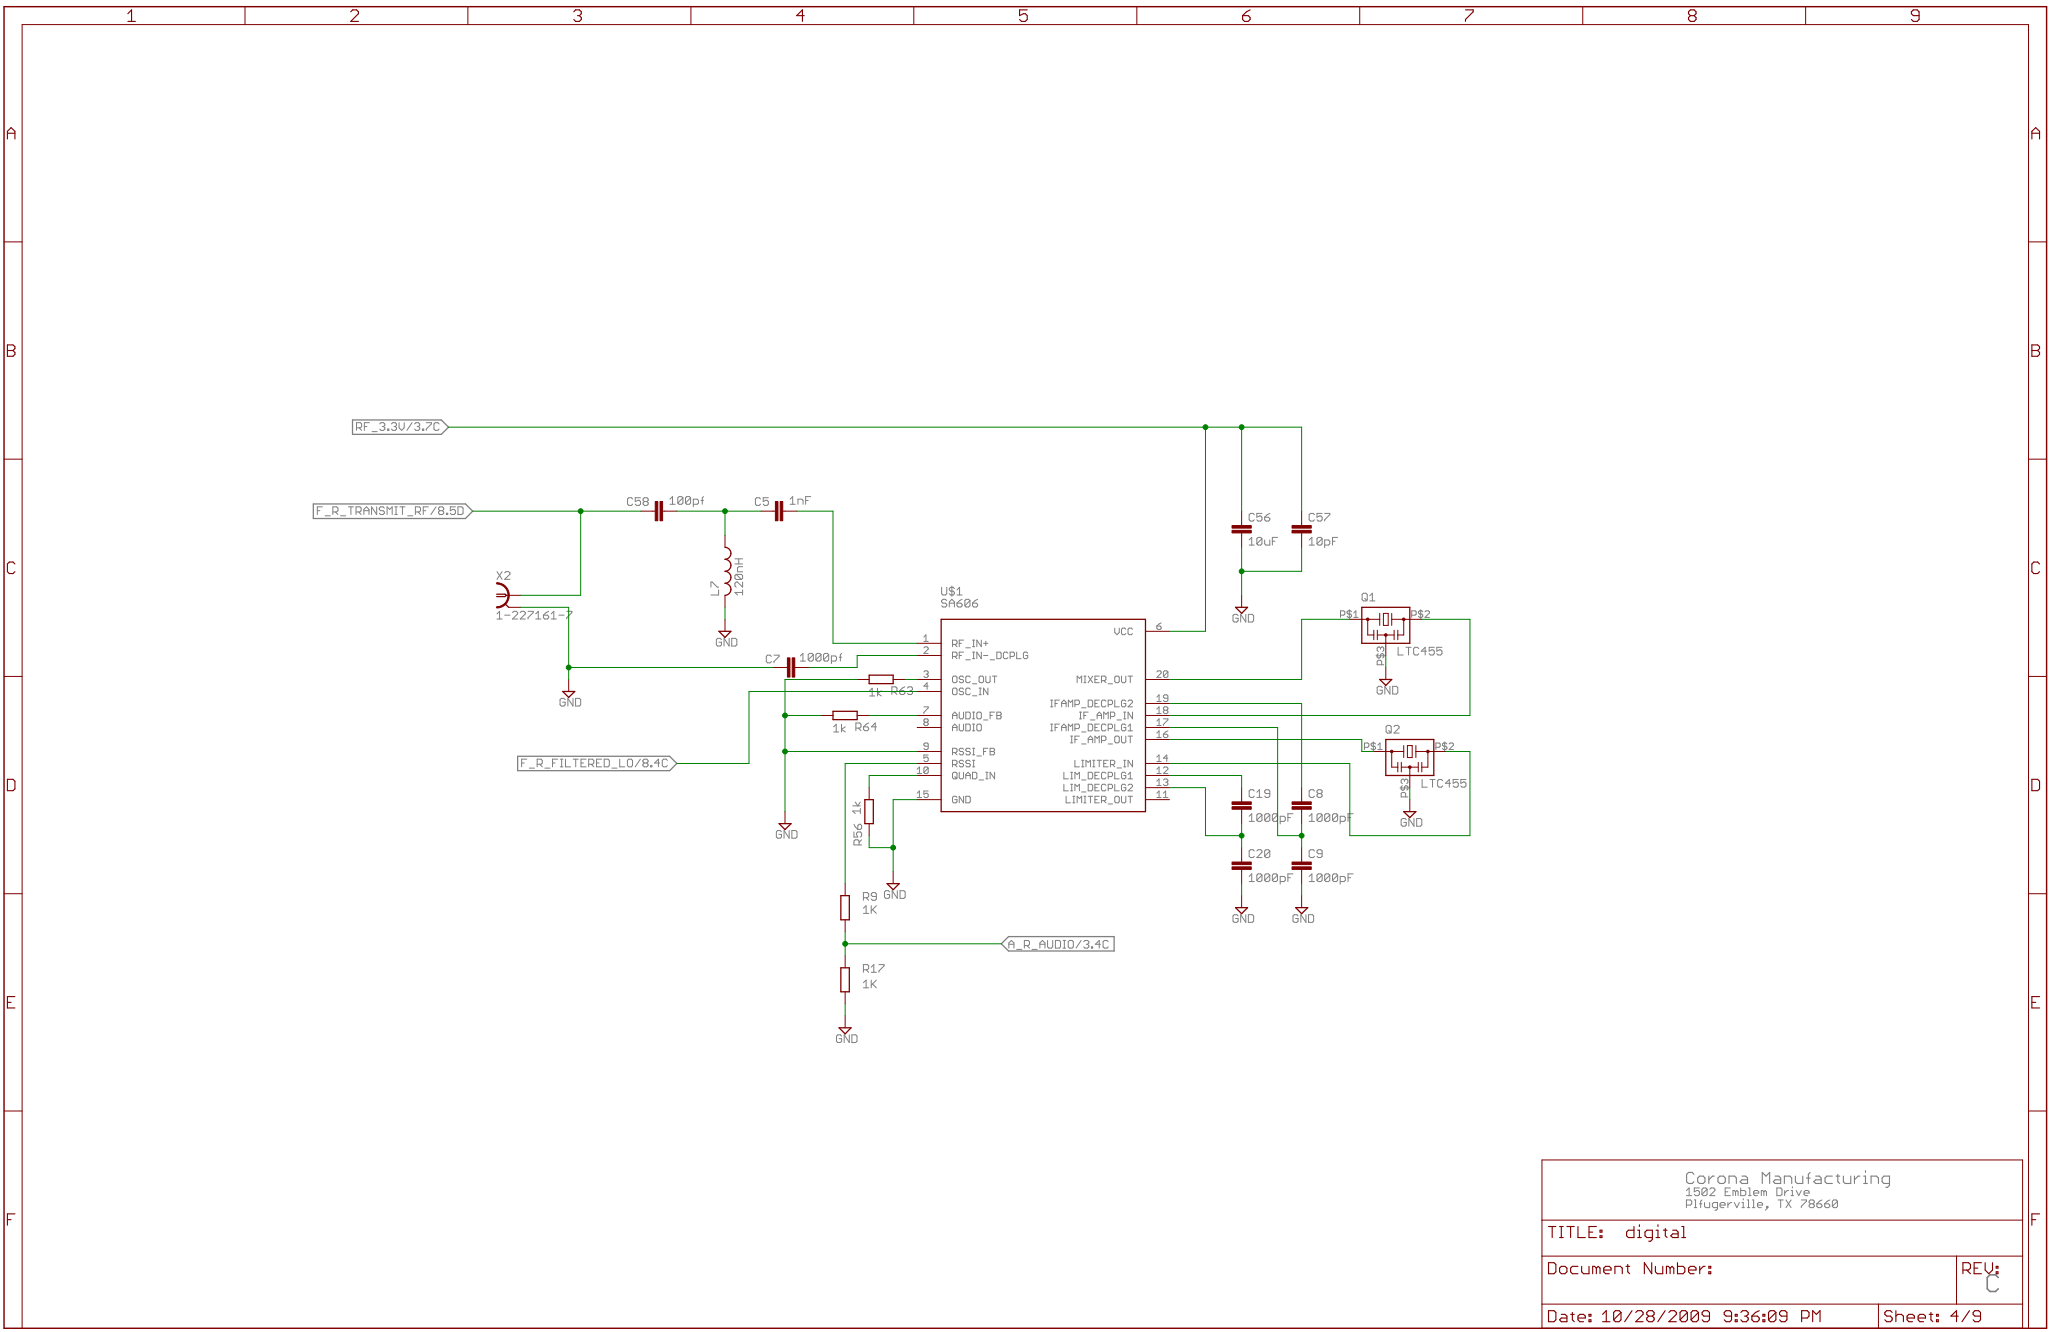 1 2 3 4 5 6 7 8 9
A A
B B
C C
D D
E E
F F
RF_3.3V/3.7C
F_R_TRANSMIT_RF/8.5D
C58 100pf
C5 1nF
L7 120nH
X2
1-227161-7
GND
GND
C7 1000pf
1k R63
1k R64
F_R_FILTERED_LO/8.4C
GND
R56 1k
GND
R9
1K
A_R_AUDIO/3.4C
R17
1K
GND
U$1
SA606
1 RF_IN+
2 RF_IN-_DCPLG
3 OSC_OUT
4 OSC_IN
7 AUDIO_FB
8 AUDIO
9 RSSI_FB
5 RSSI
10 QUAD_IN
15 GND
VCC 6
MIXER_OUT 20
IFAMP_DECPLG2 19
IF_AMP_IN 18
IFAMP_DECPLG1 17
IF_AMP_OUT 16
LIMITER_IN 14
LIM_DECPLG1 12
LIM_DECPLG2 13
LIMITER_OUT 11
C56
10uF
C57
10pF
GND
Q1
P$1 P$2
P$3
LTC455
GND
Q2
P$1 P$2
P$3
LTC455
GND
C19
1000pF
C8
1000pF
C20
1000pF
C9
1000pF
GND
GND
Corona Manufacturing
1502 Emblem Drive
Plfugerville, TX 78660
TITLE: digital
Document Number:
REV:
C
Date: 10/28/2009 9:36:09 PM
Sheet: 4/9